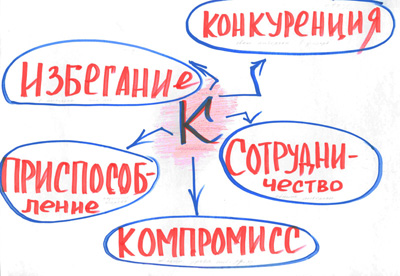 КОНКУРЕНЦИЯ
ИЗБЕГАНИЕ
К
СОТРУДНИ-
ЧЕСТВО
ПРИСПОСОБ-
ЛЕНИЕ
КОМПРОМИСС